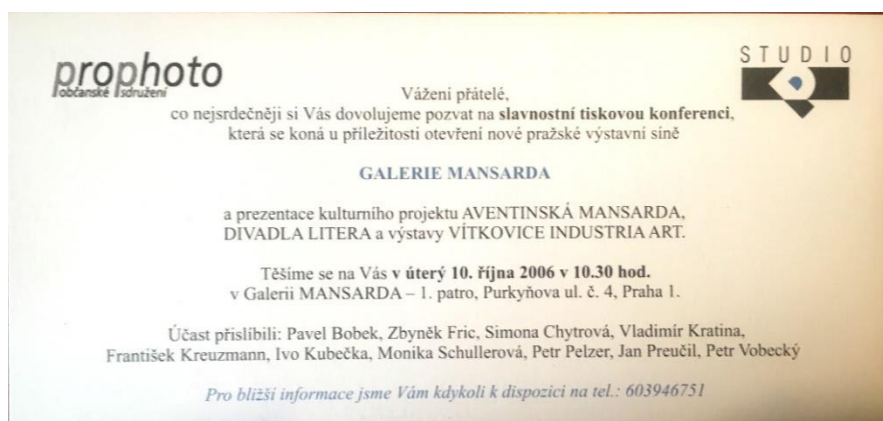 prophoto
občanské sdružení
STUDIO
Vážení přátelé,
co nejsrdečněji si Vás dovolujeme pozvat na slavnostní tiskovou konferenci,
která se koná u příležitosti otevření nové pražské výstavní síně
GALERIE MANSARDA
a prezentace kulturního projektu AVENTINSKÁ MANSARDA,
DIVADLA LITERA a výstavy VÍTKOVICE INDUSTRIA ART.
Těšíme se na Vás v úterý 10. října 2006 v 10.30 hod.
v Galerii MANSARDA – 1. patro, Purkyňova ul. č. 4, Praha 1.
Účast přislíbili: Pavel Bobek, Zbyněk Fric, Simona Chytrová, Vladimír Kratina,
František Kreuzmann, Ivo Kubečka, Monika Schullerová, Petr Pelzer, Jan Preučil, Petr Vobecký
Pro bližší informace jsme Vám kdykoli k dispozici na tel.: 603946751